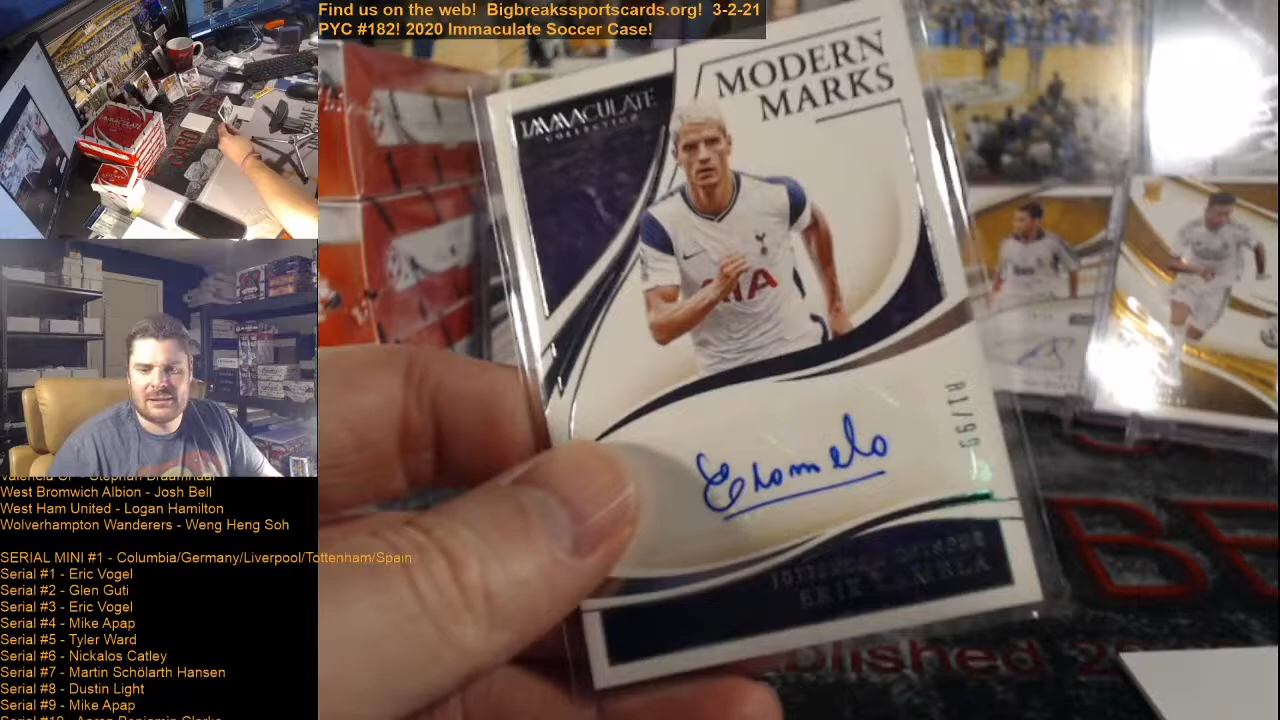 Find us on the web! Bigbreakssportscards.org! 3-2-21
PYC #182! 2020 Immaculate Soccer Case!
IMMACULATE
COLLECTION
MODERN
MARKS
AIA
81/99
West Bromwich Albion - Josh Bell
West Ham United - Logan Hamilton
Wolverhampton Wanderers - Weng Heng Soh
SERIAL MINI #1 - Columbia/Germany/Liverpool/Tottenham/Spain
Serial #1 - Eric Vogel
Serial #2 - Glen Guti
Serial #3 - Eric Vogel
Serial #4 - Mike Apap
Serial #5 - Tyler Ward
Serial #6 - Nickalos Catley
Serial #7 - Martin Schölarth Hansen
Serial #8 - Dustin Light
Serial #9 - Mike Apap